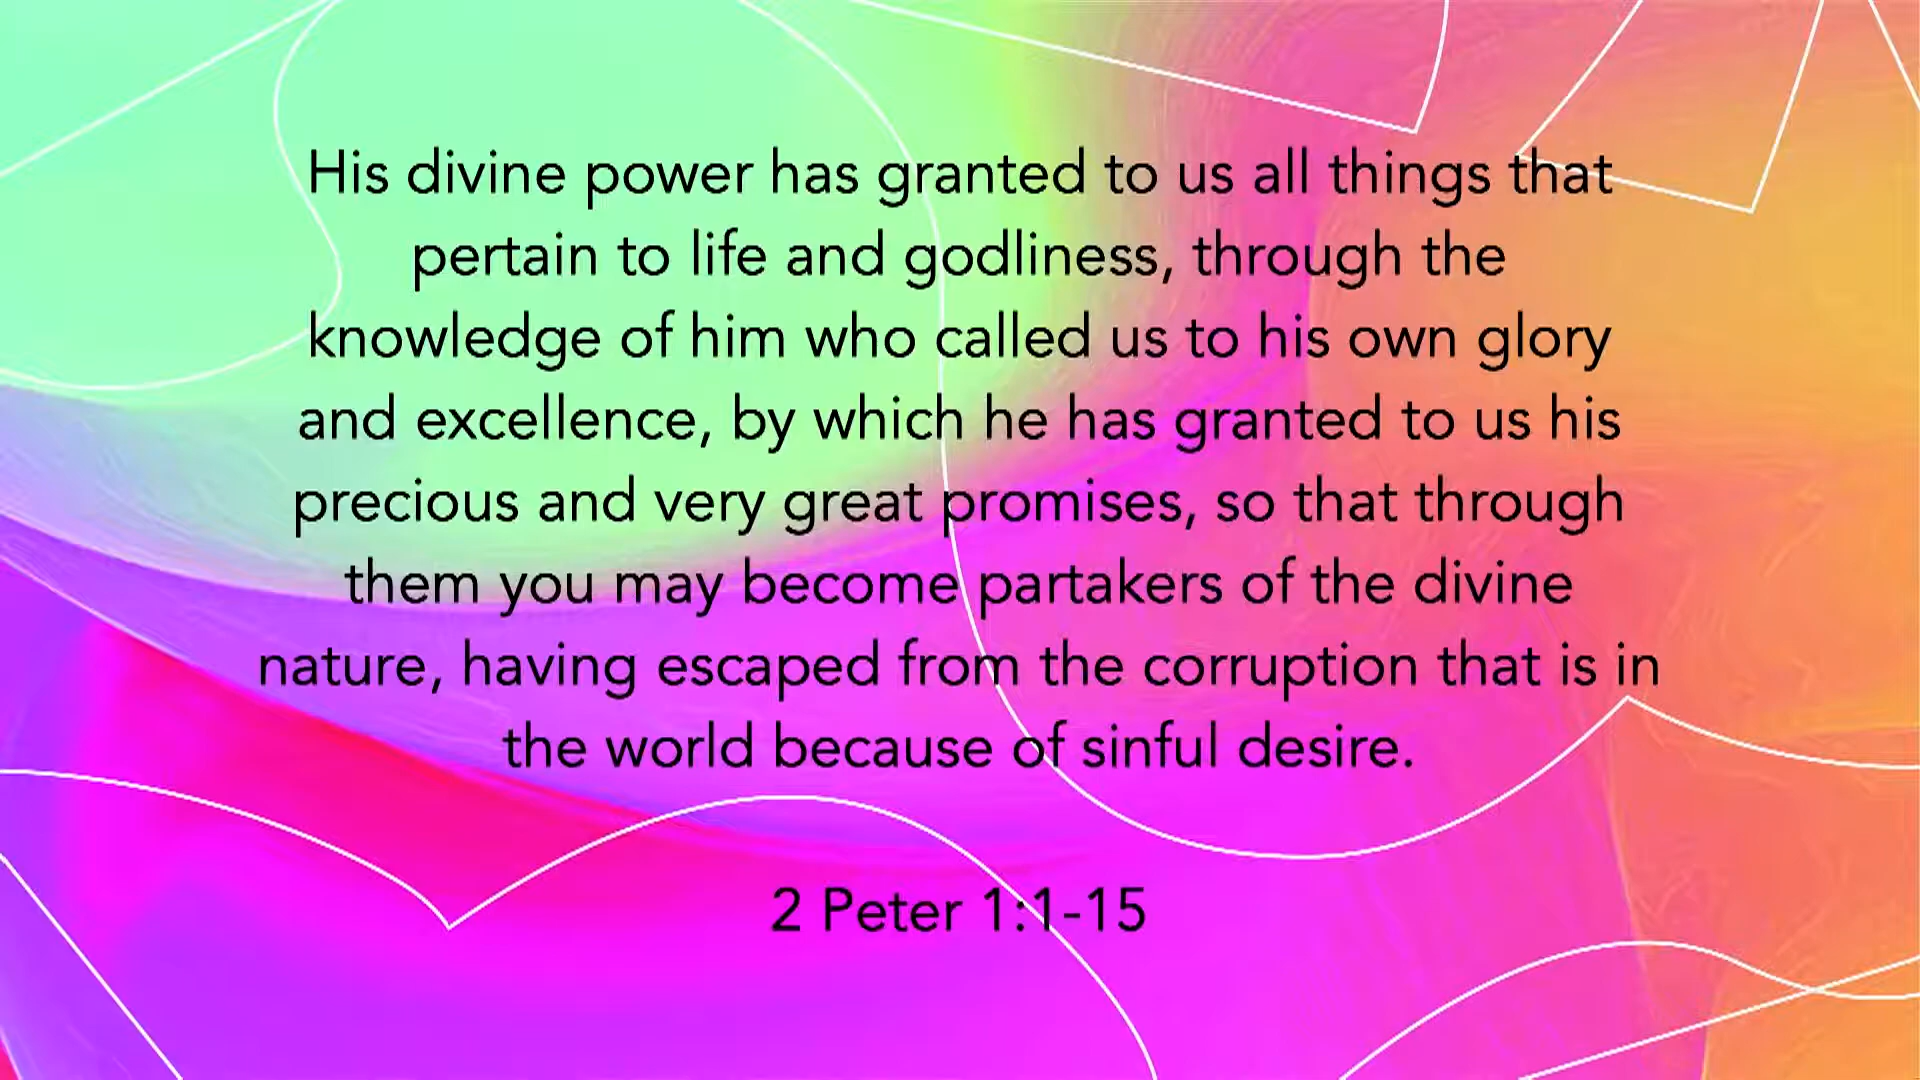 His divine power has granted to us all things that
pertain to life and godliness, through the
knowledge of him who called us to his own glory
and excellence, by which he has granted to us his
precious and very great promises, so that through
them you may become partakers of the divine
nature, having escaped from the corruption that is in
the world because of sinful desire.
2 Peter 1:1-15